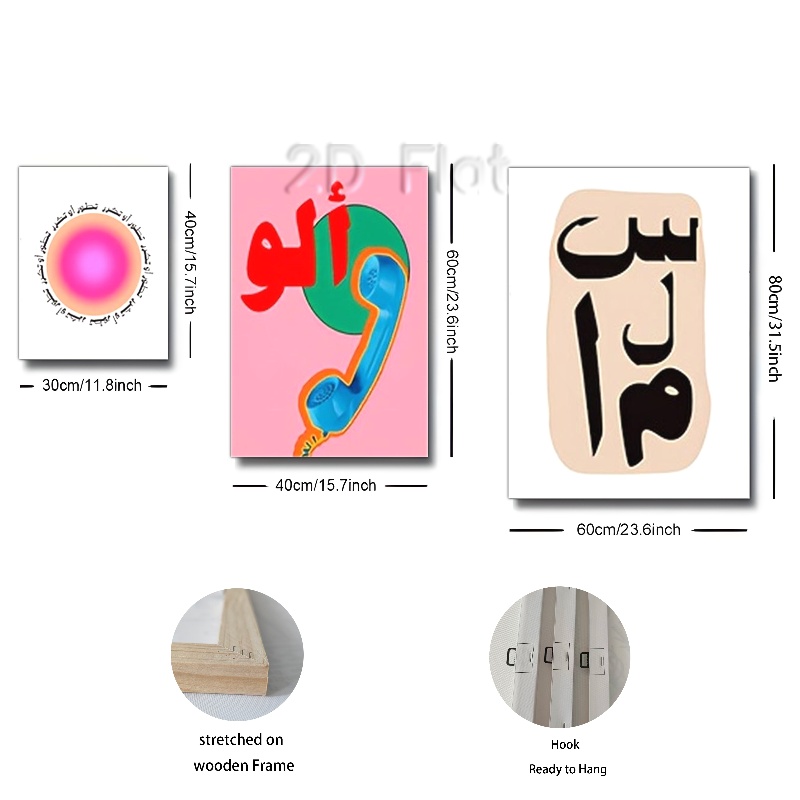 2D Flat
ألو
سلام
40cm/15.7inch
30cm/11.8inch
60cm/23.6inch
40cm/15.7inch
80cm/31.5inch
60cm/23.6inch
stretched on
wooden Frame
Hook
Ready to Hang